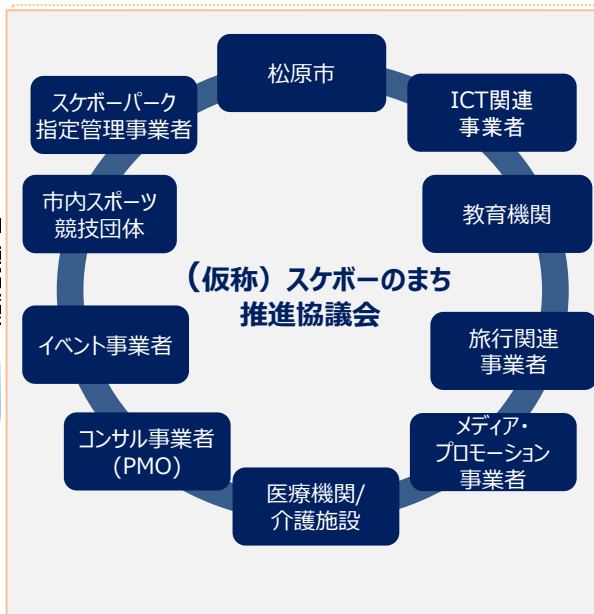 松原市
ICT関連
事業者
教育機関
旅行関連
事業者
メディア・
プロモーション
事業者
医療機関/
介護施設
コンサル事業者
(PMO)
イベント事業者
市内スポーツ
競技団体
スケボーパーク
指定管理事業者
（仮称）スケボーのまち
推進協議会